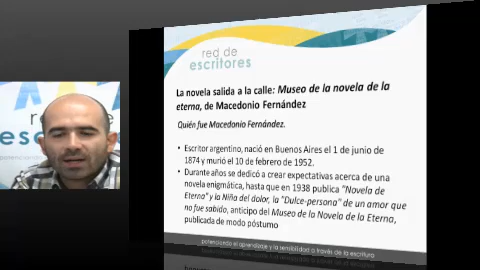 red de
escritores
La novela salida a la calle: Museo de la novela de la
eterna, de Macedonio Fernández
Quién fue Macedonio Fernández.
• Escritor argentino, nació en Buenos Aires el 1 de junio de
1874 y murió el 10 de febrero de 1952.
• Durante años se dedicó a crear expectativas acerca de una
novela enigmática, hasta que en 1938 publica "Novela de
Eterna" y la Niña del dolor, la "Dulce-persona" de un amor que
no fue sabido, anticipo del Museo de la Novela de la Eterna,
publicada de modo póstumo
potenciando el aprendizaje y la sensibilidad a través de la escritura
red de
escritores